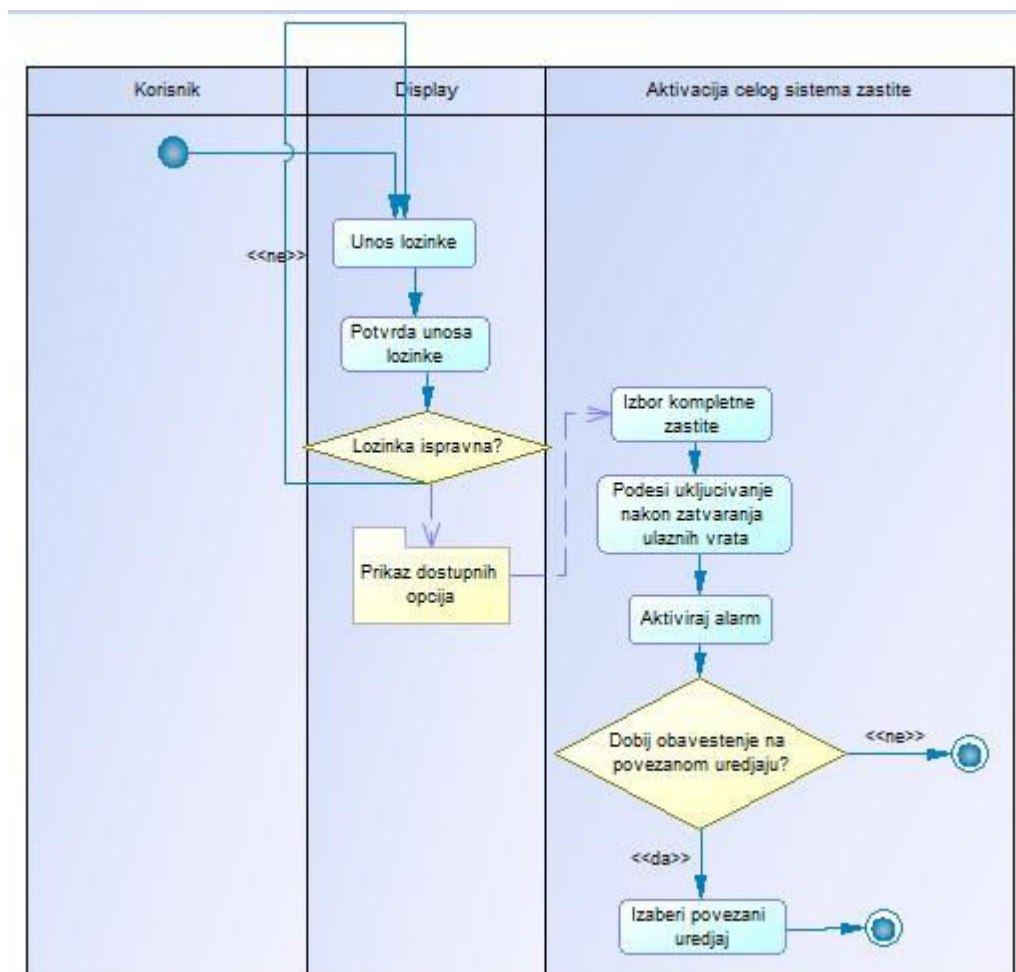 Korisnik
Display
Aktivacija celog sistema zastite
Unos lozinke
<<ne>>
Potvrda unosa
lozinke
Lozinka ispravna?
Prikaz dostupnih
opcija
Izbor kompletne
zastite
Podesi ukljucivanje
nakon zatvaranja
ulaznih vrata
Aktiviraj alarm
Dobij obavestenje na
povezanom uredjaju?
<<ne>>
<<da>>
Izaberi povezani
uredjaj